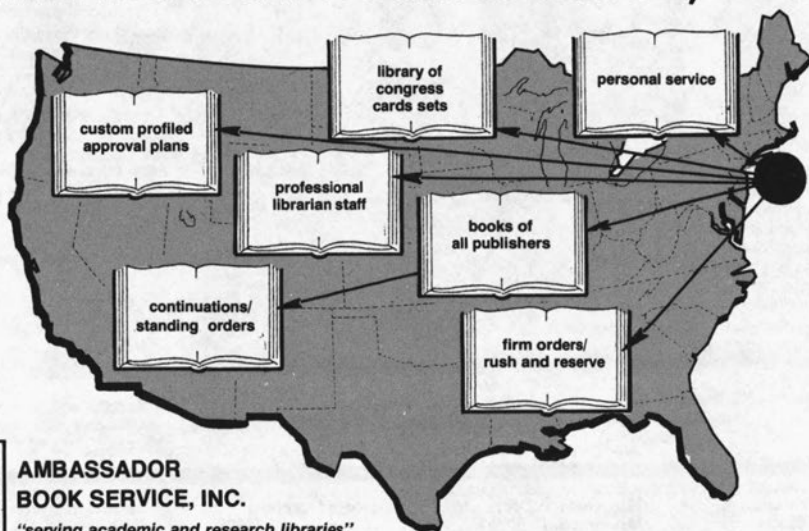 library of
congress
cards sets
personal service
custom profiled
approval plans
professional
librarian staff
books of
all publishers
continuations/
standing orders
firm orders/
rush and reserve
AMBASSADOR
BOOK SERVICE, INC.
"serving academic and research libraries"